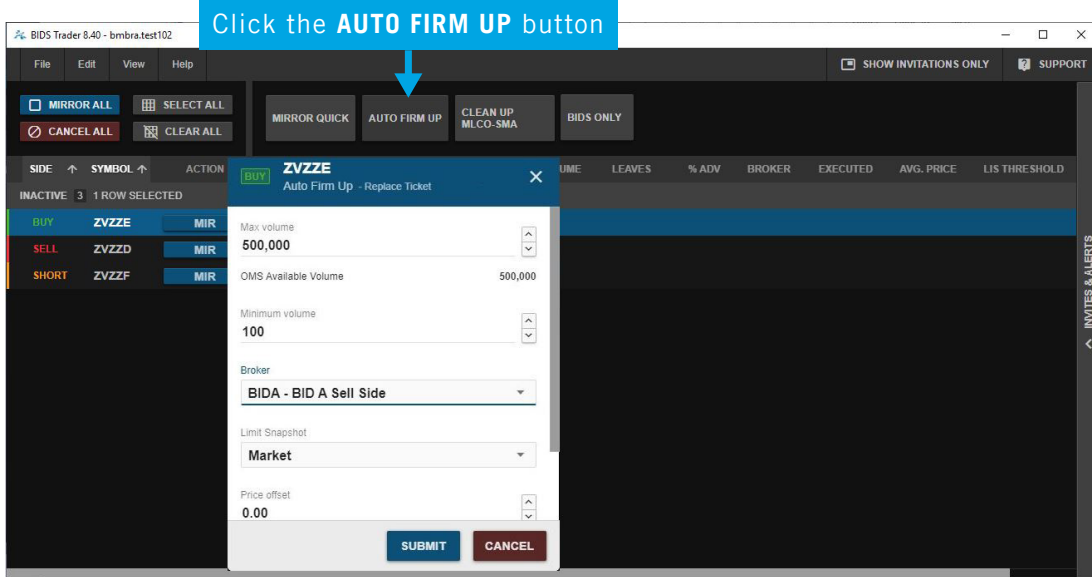 Click the AUTO FIRM UP button
BIDS Trader 8.40 - bmbra.test102
File Edit View Help SHOW INVITATIONS ONLY SUPPORT
MIRROR ALL SELECT ALL
CANCEL ALL CLEAR ALL
MIRROR QUICK AUTO FIRM UP CLEAN UP MLCO-SMA BIDS ONLY
SIDE SYMBOL ACTION UME LEAVES % ADV BROKER EXECUTED AVG. PRICE LIS THRESHOLD
INACTIVE 3 1 ROW SELECTED
BUY ZVZZE MIR
SELL ZVZZD MIR
SHORT ZVZZF MIR
BUY ZVZZE
Auto Firm Up - Replace Ticket
Max volume
500,000
OMS Available Volume 500,000
Minimum volume
100
Broker
BIDA - BID A Sell Side
Limit Snapshot
Market
Price offset
0.00
SUBMIT CANCEL
INVITES & ALERTS